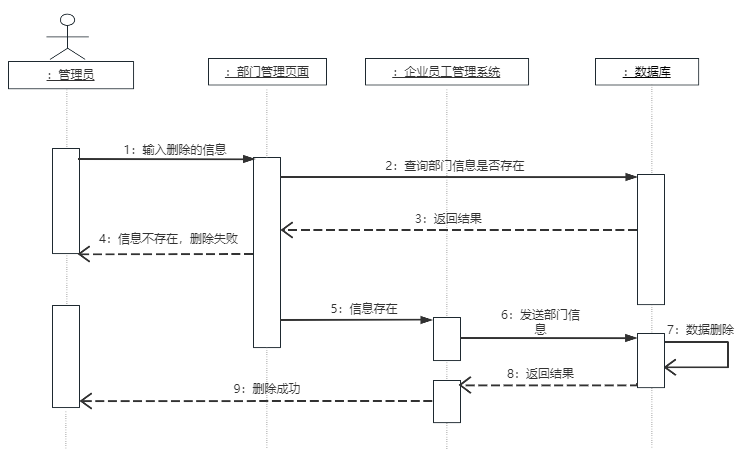 ：管理员
：部门管理页面
：企业员工管理系统
：数据库
1：输入删除的信息
2：查询部门信息是否存在
3：返回结果
4：信息不存在，删除失败
5：信息存在
6：发送部门信
息
7：数据删除
8：返回结果
9：删除成功